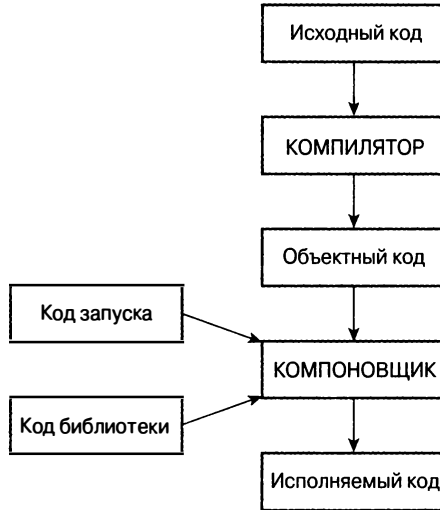 Исходный код
КОМПИЛЯТОР
Объектный код
Код запуска
КОМПОНОВЩИК
Код библиотеки
Исполняемый код